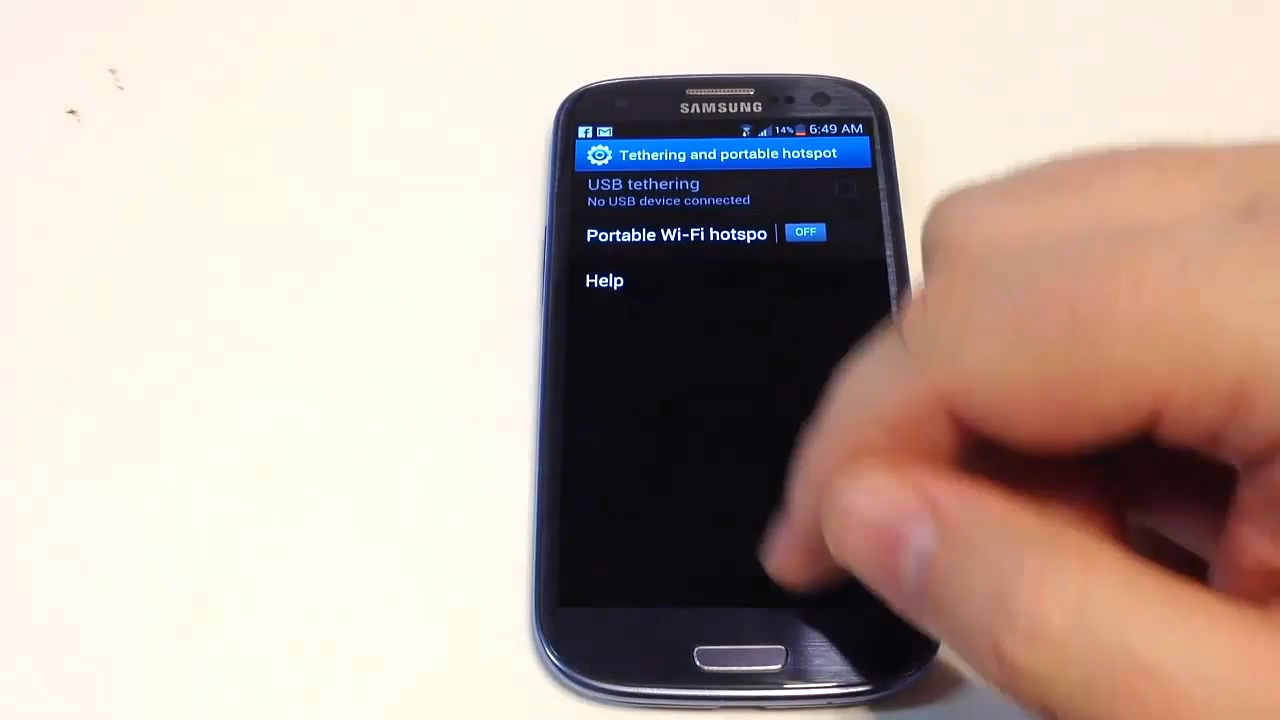 SAMSUNG
14% 6:49 AM
Tethering and portable hotspot
USB tethering
No USB device connected
Portable Wi-Fi hotspo
OFF
Help